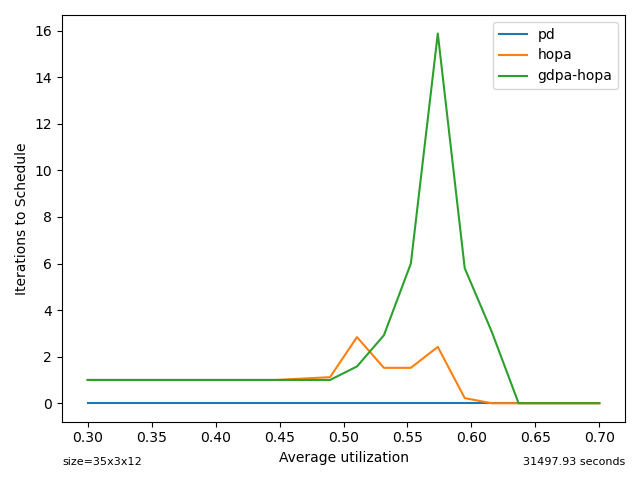 pd
hopa
gdpa-hopa
16
14
12
10
8
6
4
2
0
Iterations to Schedule
0.30 0.35 0.40 0.45 0.50 0.55 0.60 0.65 0.70
Average utilization
size=35x3x12
31497.93 seconds